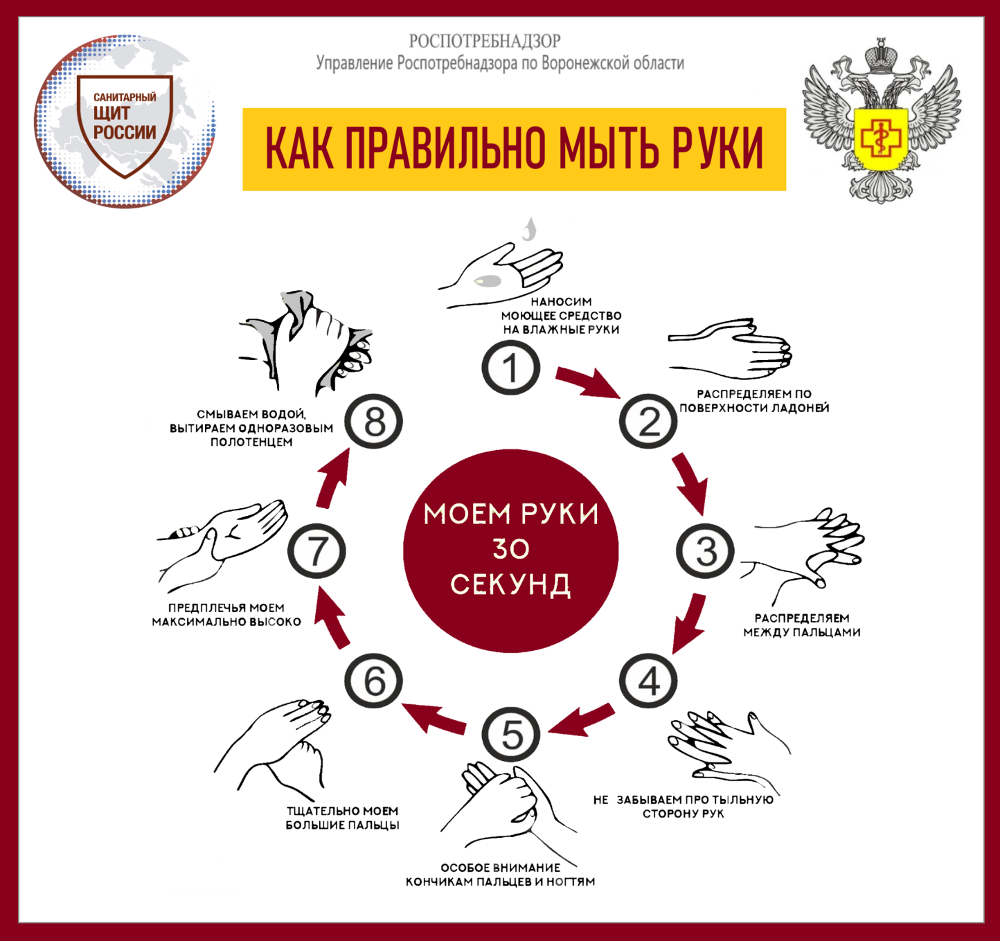 РОСПОТРЕБНАДЗОР
Управление Роспотребнадзора по Воронежской области
САНИТАРНЫЙ
ЩИТ
РОССИИ
КАК ПРАВИЛЬНО МЫТЬ РУКИ
НАНОСИМ
МОЮЩЕЕ СРЕДСТВО
НА ВЛАЖНЫЕ РУКИ
1
РАСПРЕДЕЛЯЕМ ПО
ПОВЕРХНОСТИ ЛАДОНЕЙ
2
3
РАСПРЕДЕЛЯЕМ
МЕЖДУ ПАЛЬЦАМИ
4
НЕ ЗАБЫВАЕМ ПРО ТЫЛЬНУЮ
СТОРОНУ РУК
5
ОСОБОЕ ВНИМАНИЕ
КОНЧИКАМ ПАЛЬЦЕВ И НОГТЯМ
6
ТЩАТЕЛЬНО МОЕМ
БОЛЬШИЕ ПАЛЬЦЫ
7
ПРЕДПЛЕЧЬЯ МОЕМ
МАКСИМАЛЬНО ВЫСОКО
8
СМЫВАЕМ ВОДОЙ,
ВЫТИРАЕМ ОДНОРАЗОВЫМ
ПОЛОТЕНЦЕМ
МОЕМ РУКИ
30
СЕКУНД